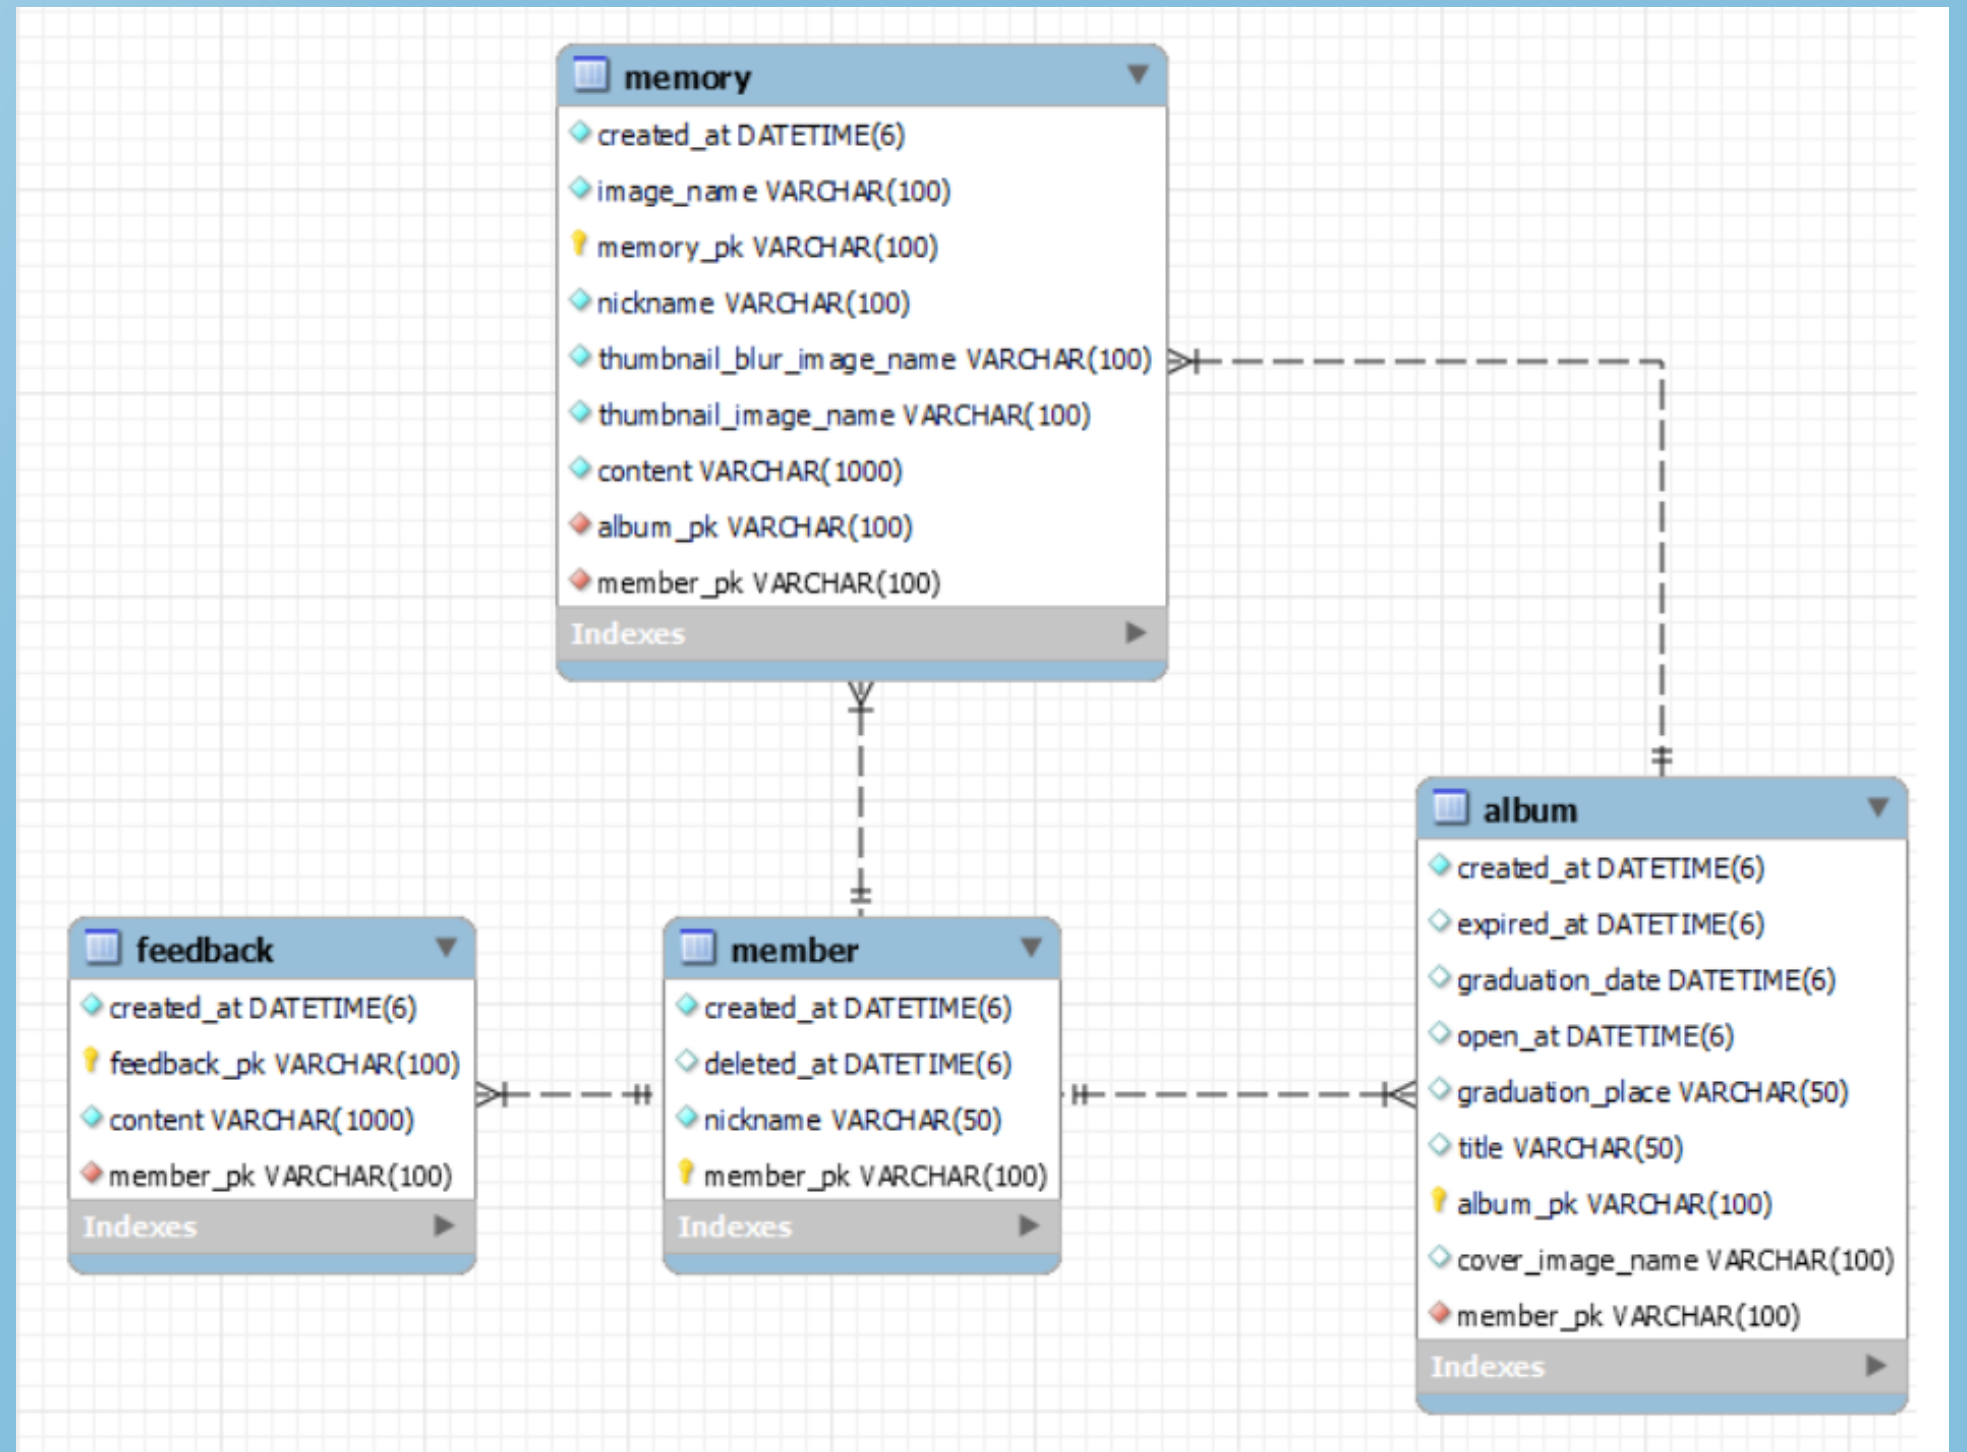 memory
created_at DATETIME(6)
image_name VARCHAR(100)
memory_pk VARCHAR(100)
nickname VARCHAR(100)
thumbnail_blur_image_name VARCHAR(100)
thumbnail_image_name VARCHAR(100)
content VARCHAR(1000)
album_pk VARCHAR(100)
member_pk VARCHAR(100)
Indexes
feedback
created_at DATETIME(6)
feedback_pk VARCHAR(100)
content VARCHAR(1000)
member_pk VARCHAR(100)
Indexes
member
created_at DATETIME(6)
deleted_at DATETIME(6)
nickname VARCHAR(50)
member_pk VARCHAR(100)
Indexes
album
created_at DATETIME(6)
expired_at DATETIME(6)
graduation_date DATETIME(6)
open_at DATETIME(6)
graduation_place VARCHAR(50)
title VARCHAR(50)
album_pk VARCHAR(100)
cover_image_name VARCHAR(100)
member_pk VARCHAR(100)
Indexes